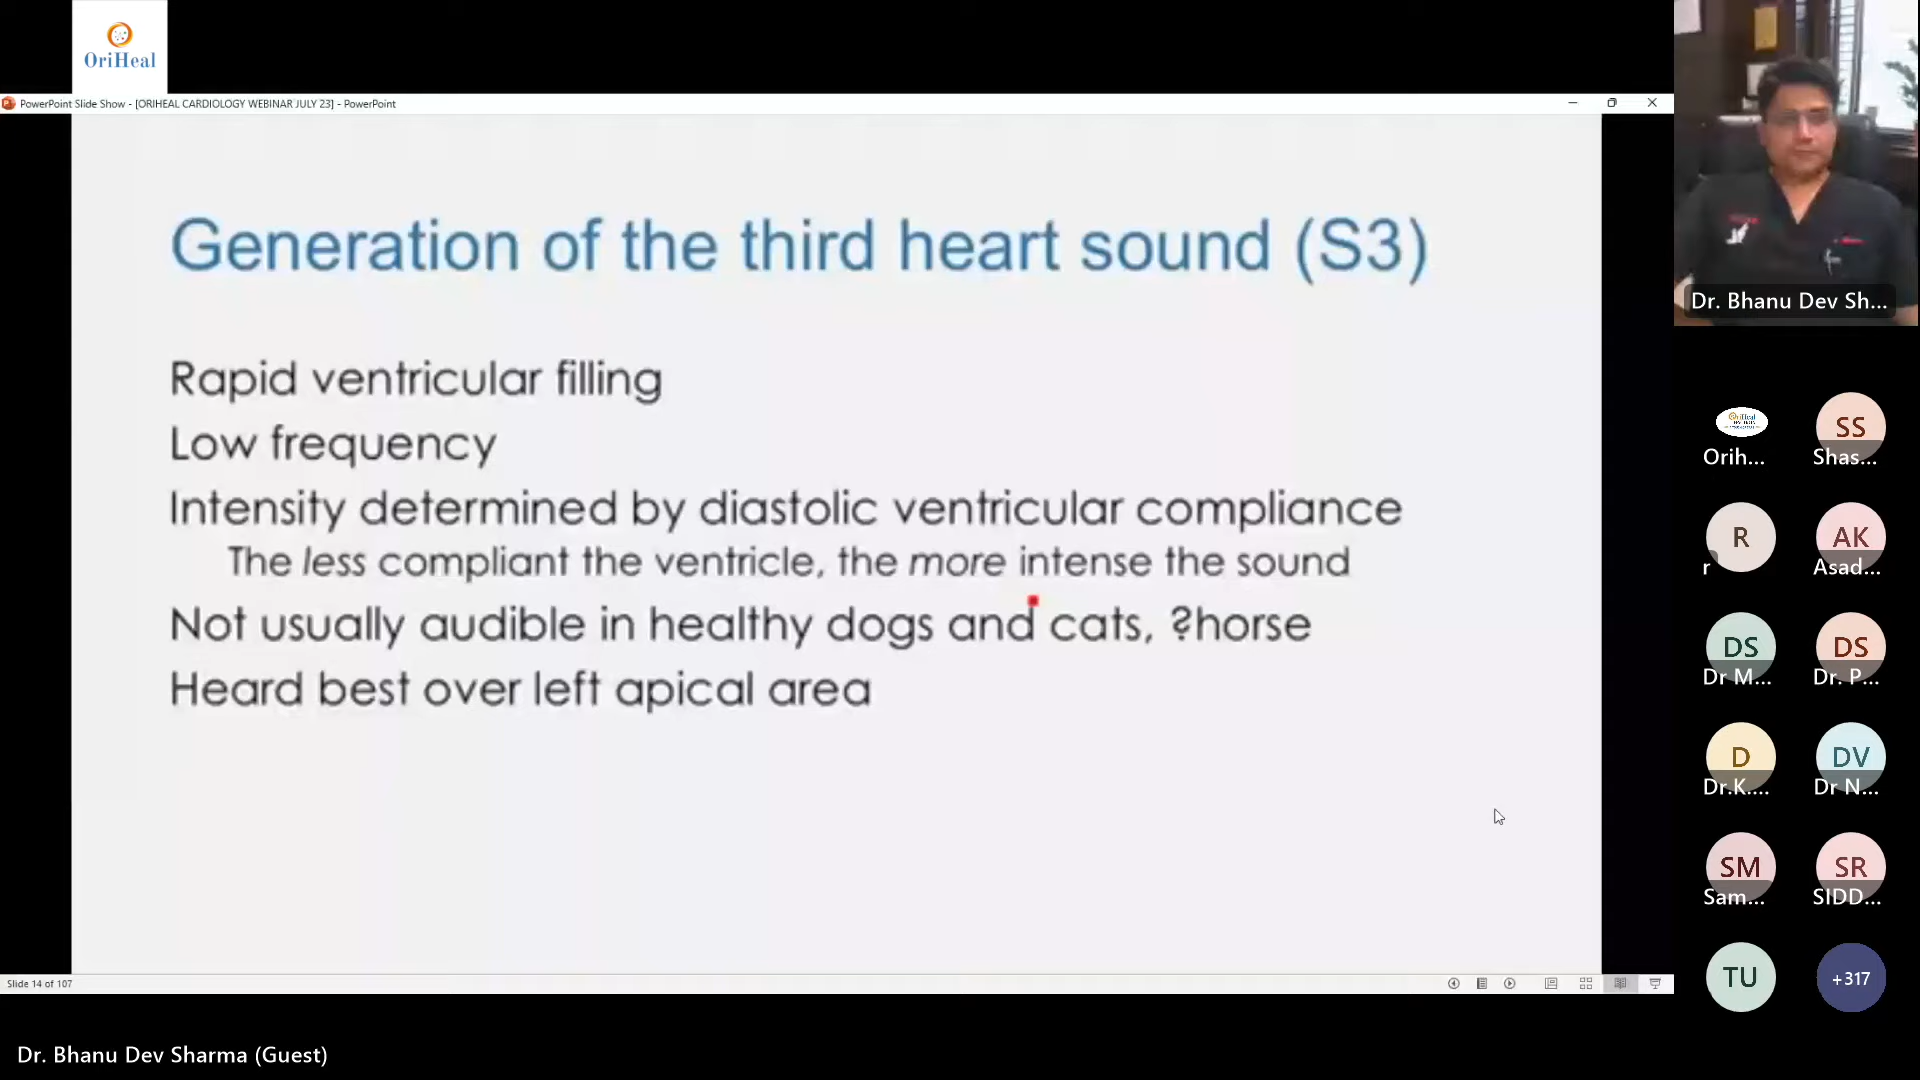 OriHeal
PowerPoint Slide Show - [ORIHEAL CARDIOLOGY WEBINAR JULY 23] - PowerPoint
Generation of the third heart sound (S3)
Rapid ventricular filling
Low frequency
Intensity determined by diastolic ventricular compliance
The less compliant the ventricle, the more intense the sound
Not usually audible in healthy dogs and cats, ?horse
Heard best over left apical area
Slide 14 of 107
Dr. Bhanu Dev Sharma (Guest)
Dr. Bhanu Dev Sh...
Orih...
SS
Shas...
R
r
AK
Asad...
DS
Dr M...
DS
Dr. P...
D
Dr.K....
DV
Dr N...
SM
Sam...
SR
SIDD...
TU
+317